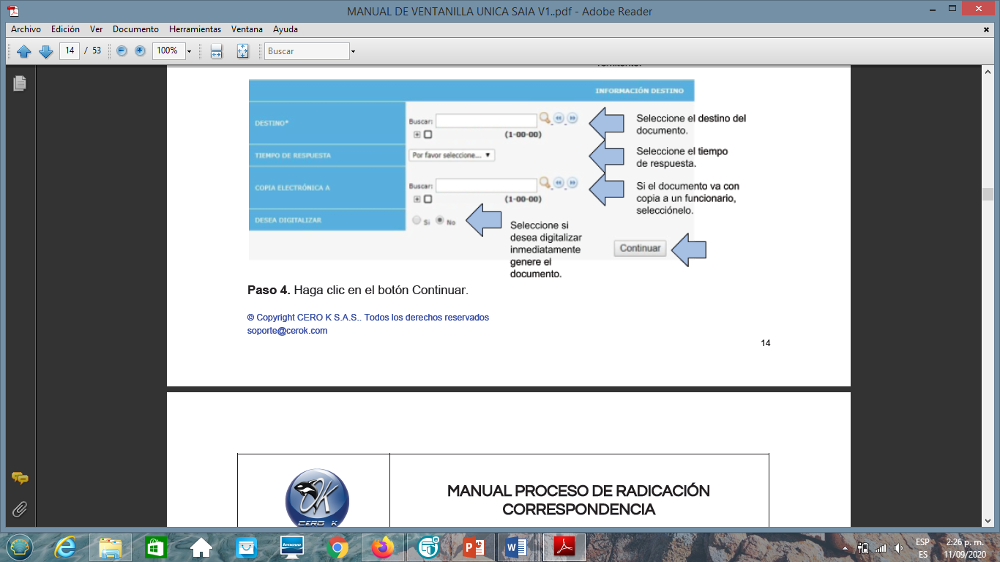 MANUAL DE VENTANILLA UNICA SAIA V1..pdf - Adobe Reader
Archivo Edición Ver Documento Herramientas Ventana Ayuda
14 / 53 100% Buscar
INFORMACIÓN DESTINO
DESTINO*
Buscar:
(1-00-00)
Seleccione el destino del
documento.
TIEMPO DE RESPUESTA
Por favor seleccione...
Seleccione el tiempo
de respuesta.
COPIA ELECTRÓNICA A
Buscar:
(1-00-00)
Si el documento va con
copia a un funcionario,
selecciónelo.
DESEA DIGITALIZAR
Si No
Seleccione si
desea digitalizar
inmediatamente
genere el
documento.
Continuar
Paso 4. Haga clic en el botón Continuar.
© Copyright CERO K S.A.S.. Todos los derechos reservados
soporte@cerok.com
14
OK
CERO K
MANUAL PROCESO DE RADICACIÓN
CORRESPONDENCIA
lenovo
ESP 2:26 p. m.
ES 11/09/2020